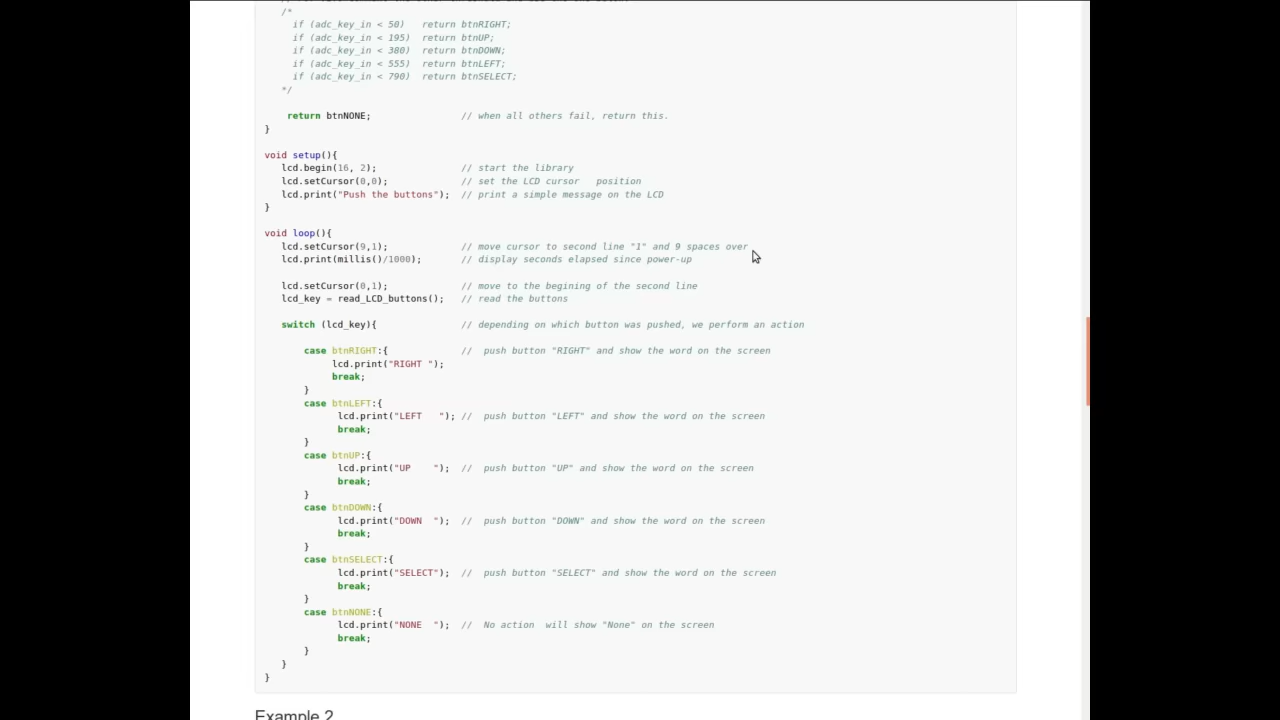 /*
if (adc_key_in < 50)   return btnRIGHT;
if (adc_key_in < 195)  return btnUP;
if (adc_key_in < 380)  return btnDOWN;
if (adc_key_in < 555)  return btnLEFT;
if (adc_key_in < 790)  return btnSELECT;
*/
return btnNONE;                // when all others fail, return this.
}
void setup(){
lcd.begin(16, 2);               // start the library
lcd.setCursor(0,0);             // set the LCD cursor   position
lcd.print("Push the buttons");  // print a simple message on the LCD
}
void loop(){
lcd.setCursor(9,1);             // move cursor to second line "1" and 9 spaces over
lcd.print(millis()/1000);       // display seconds elapsed since power-up
lcd.setCursor(0,1);             // move to the begining of the second line
lcd_key = read_LCD_buttons();   // read the buttons
switch (lcd_key){               // depending on which button was pushed, we perform an action
case btnRIGHT:{             //  push button "RIGHT" and show the word on the screen
lcd.print("RIGHT ");
break;
}
case btnLEFT:{
lcd.print("LEFT   "); //  push button "LEFT" and show the word on the screen
break;
}
case btnUP:{
lcd.print("UP    ");  //  push button "UP" and show the word on the screen
break;
}
case btnDOWN:{
lcd.print("DOWN  ");  //  push button "DOWN" and show the word on the screen
break;
}
case btnSELECT:{
lcd.print("SELECT");  //  push button "SELECT" and show the word on the screen
break;
}
case btnNONE:{
lcd.print("NONE  ");  //  No action  will show "None" on the screen
break;
}
}
}
Example 2